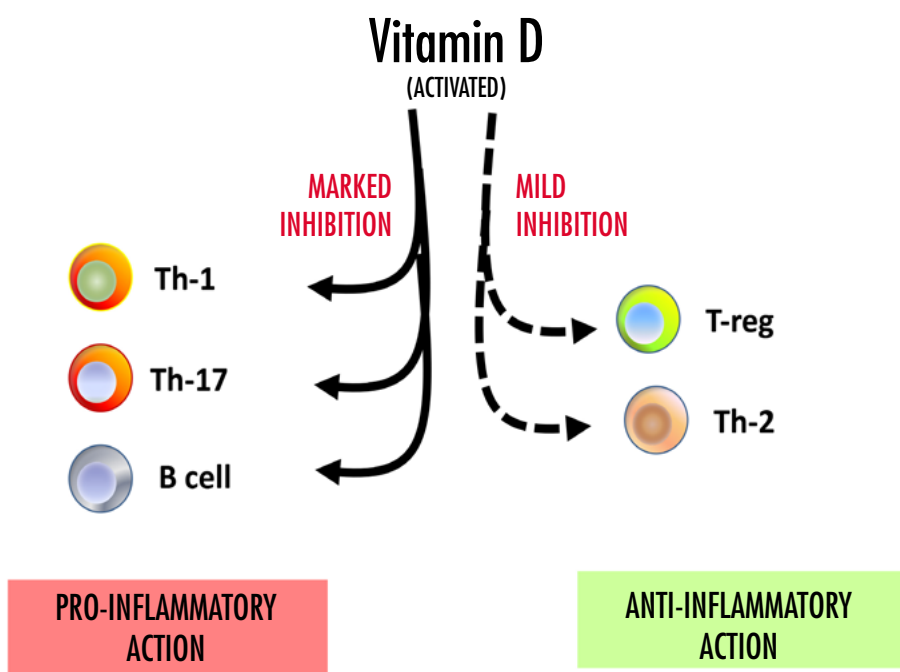 Vitamin D
(ACTIVATED)
MARKED
INHIBITION
MILD
INHIBITION
Th-1
Th-17
B cell
T-reg
Th-2
PRO-INFLAMMATORY
ACTION
ANTI-INFLAMMATORY
ACTION